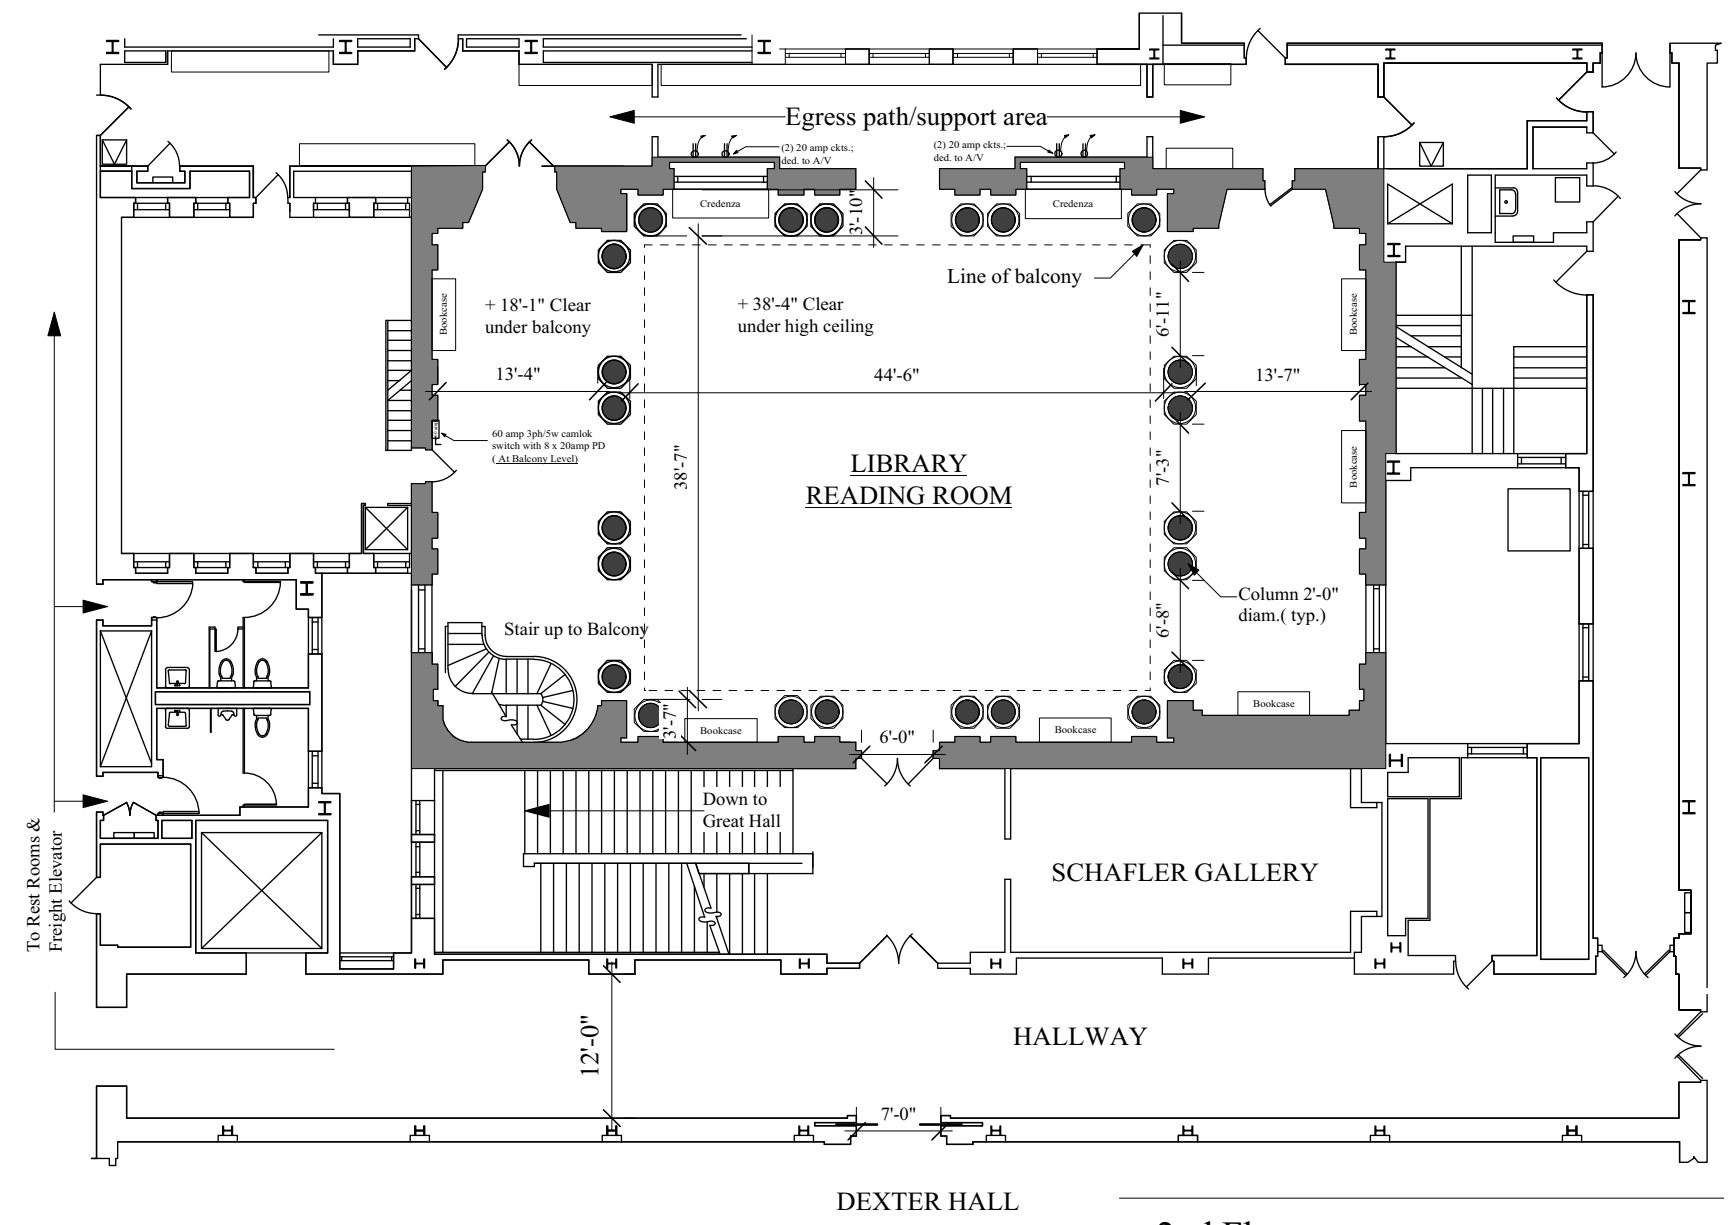 Egress path/support area
(2) 20 amp ckts.;
ded. to A/V
(2) 20 amp ckts.;
ded. to A/V
Credenza
3'-10"
Credenza
Line of balcony
Bookcase
+ 18'-1" Clear
under balcony
+ 38'-4" Clear
under high ceiling
6'-11"
Bookcase
13'-4"
44'-6"
13'-7"
60 amp 3ph/5w camlok
switch with 8 x 20amp PD
( At Balcony Level)
38'-7"
LIBRARY
READING ROOM
7'-3"
Bookcase
Column 2'-0"
diam.( typ.)
6'-8"
Stair up to Balcony
3'-7"
Bookcase
6'-0"
Bookcase
Bookcase
Down to
Great Hall
SCHAFLER GALLERY
To Rest Rooms &
Freight Elevator
12'-0"
HALLWAY
7'-0"
DEXTER HALL